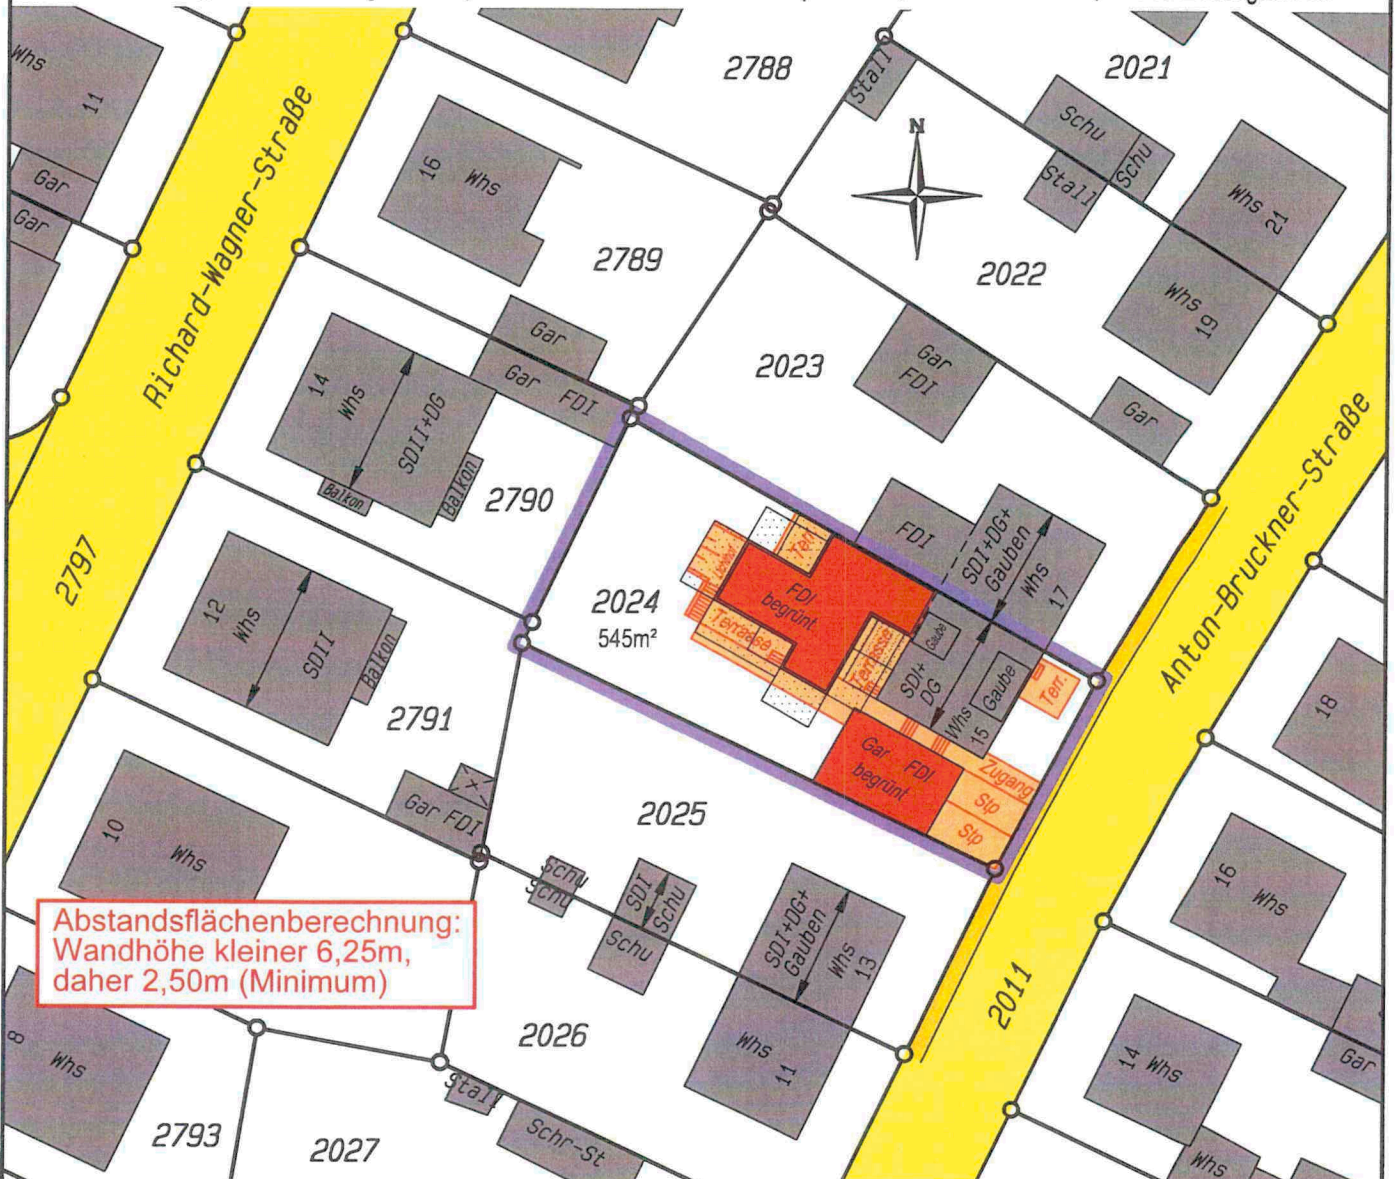 Whs
11
Gar
Gar
Richard-Wagner-Straße
2797
16
Whs
2788
Stall
2021
Schu
Schu
Stall
N
2789
2022
Whs 21
Whs 19
Gar
Gar FDI
14
Whs
SDII+DG
Balkon
Balkon
2790
2023
Gar
FDI
Gar
Anton-Bruckner-Straße
FDI
SDI+DG+
Gauben
Whs
17
2024
545m²
Terr.
FDI
begrünt
Terrasse
Terrasse
Gaube
SDI+
DG
Gaube
Whs
15
Terr.
Gar FDI
begrünt
Zugang
Stp
Stp
12
Whs
SDII
Balkon
2791
Gar FDI
10
Whs
2025
Schu
Schu
SDI
Schu
Schu
SDI+DG+
Gauben
Whs
13
Whs
11
18
16
Whs
2011
14
Whs
Gar
Whs
Abstandsflächenberechnung:
Wandhöhe kleiner 6,25m,
daher 2,50m (Minimum)
8
Whs
2026
Stall
Schr-St
2793
2027